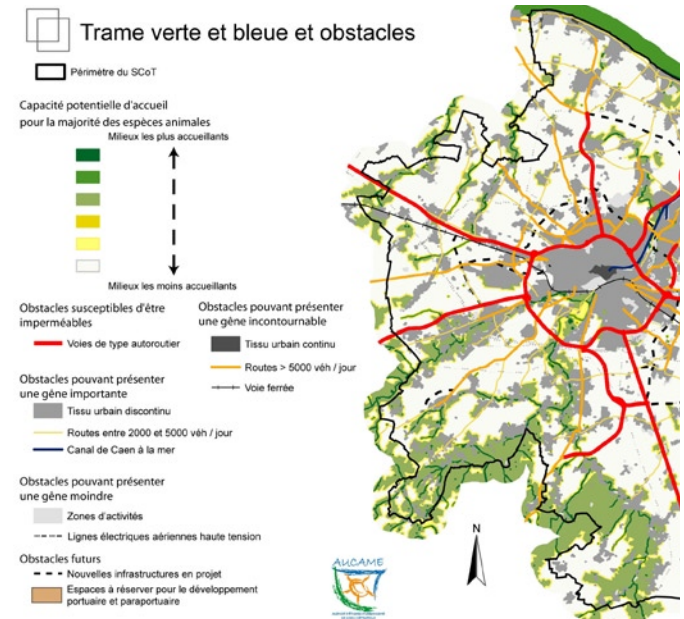 Trame verte et bleue et obstacles
Périmètre du SCoT
Capacité potentielle d'accueil
pour la majorité des espèces animales
Milieux les plus accueillants
Milieux les moins accueillants
Obstacles susceptibles d'être
imperméables
Voies de type autoroutier
Obstacles pouvant présenter
une gêne importante
Tissu urbain discontinu
Routes entre 2000 et 5000 véh / jour
Canal de Caen à la mer
Obstacles pouvant présenter
une gêne moindre
Zones d'activités
Lignes électriques aériennes haute tension
Obstacles futurs
Nouvelles infrastructures en projet
Espaces à réserver pour le développement
portuaire et paraportuaire
Obstacles pouvant présenter
une gêne incontournable
Tissu urbain continu
Routes > 5000 véh / jour
Voie ferrée
N
AUCAME